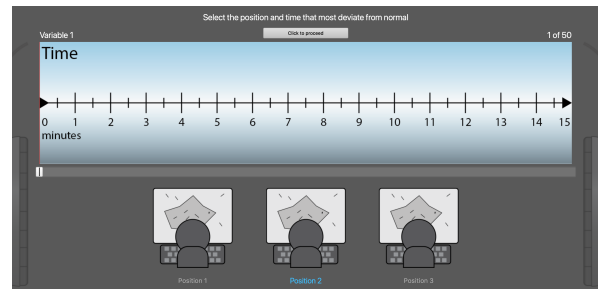 Select the position and time that most deviate from normal
Variable 1
Click to proceed
1 of 50
Time
0 1 2 3 4 5 6 7 8 9 10 11 12 13 14 15
minutes
Position 1 Position 2 Position 3